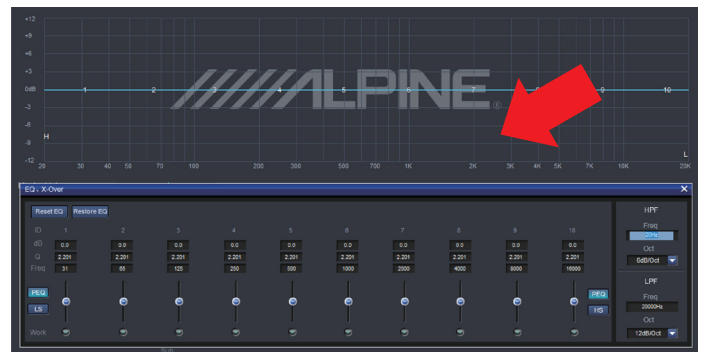 +12
+9
+6
+3
0dB
-3
-6
-9
-12
ALPINE®
1 2 3 4 5 6 7 8 9 10
H
L
20 30 40 50 70 100 200 300 500 700 1K 2K 3K 4K 5K 7K 10K 20K
EQ、X-Over
Reset EQ Restore EQ
ID 1 2 3 4 5 6 7 8 9 10
dB 0.0 0.0 0.0 0.0 0.0 0.0 0.0 0.0 0.0 0.0
Q 2.201 2.201 2.201 2.201 2.201 2.201 2.201 2.201 2.201 2.201
Freq 31 65 125 250 500 1000 2000 4000 8000 16000
PEQ PEQ
LS HS
Work
HPF
Freq
20Hz
Oct
6dB/Oct
LPF
Freq
20000Hz
Oct
12dB/Oct